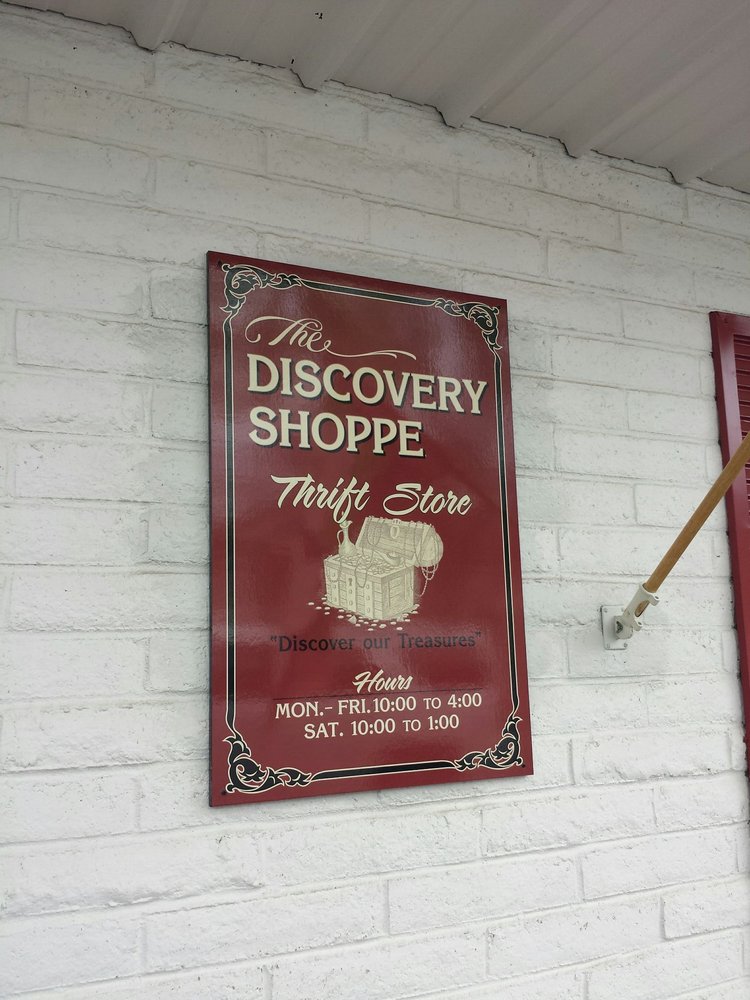 The
DISCOVERY
SHOPPE
Thrift Store
"Discover our Treasures"
Hours
MON.- FRI. 10:00 TO 4:00
SAT. 10:00 TO 1:00